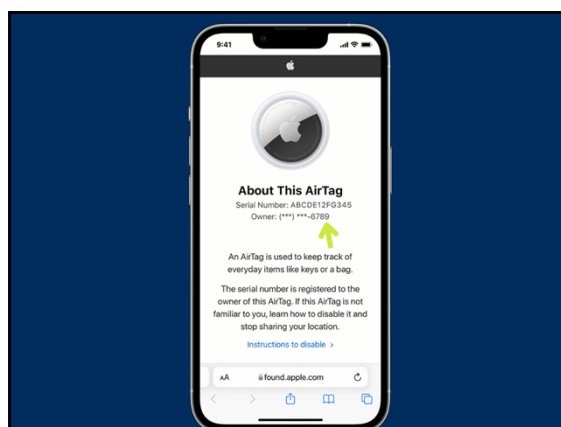 9:41
About This AirTag
Serial Number: ABCDE12FG345
Owner: (***) ***-6789
An AirTag is used to keep track of
everyday items like keys or a bag.
The serial number is registered to the
owner of this AirTag. If this AirTag is not
familiar to you, learn how to disable it and
stop sharing your location.
Instructions to disable >
AA found.apple.com